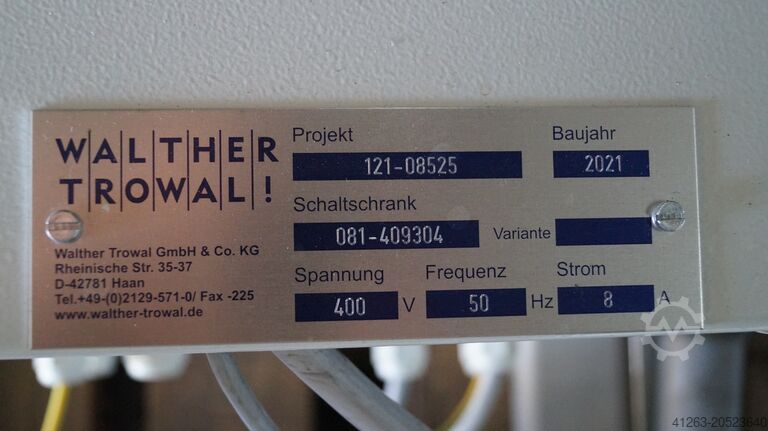 WALTHER
TROWAL!
Walther Trowal GmbH & Co. KG
Rheinische Str. 35-37
D-42781 Haan
Tel.+49-(0)2129-571-0/ Fax -225
www.walther-trowal.de
Projekt
121-08525
Baujahr
2021
Schaltschrank
081-409304
Variante
Spannung
400 V
Frequenz
50 Hz
Strom
8 A
41263-20523640